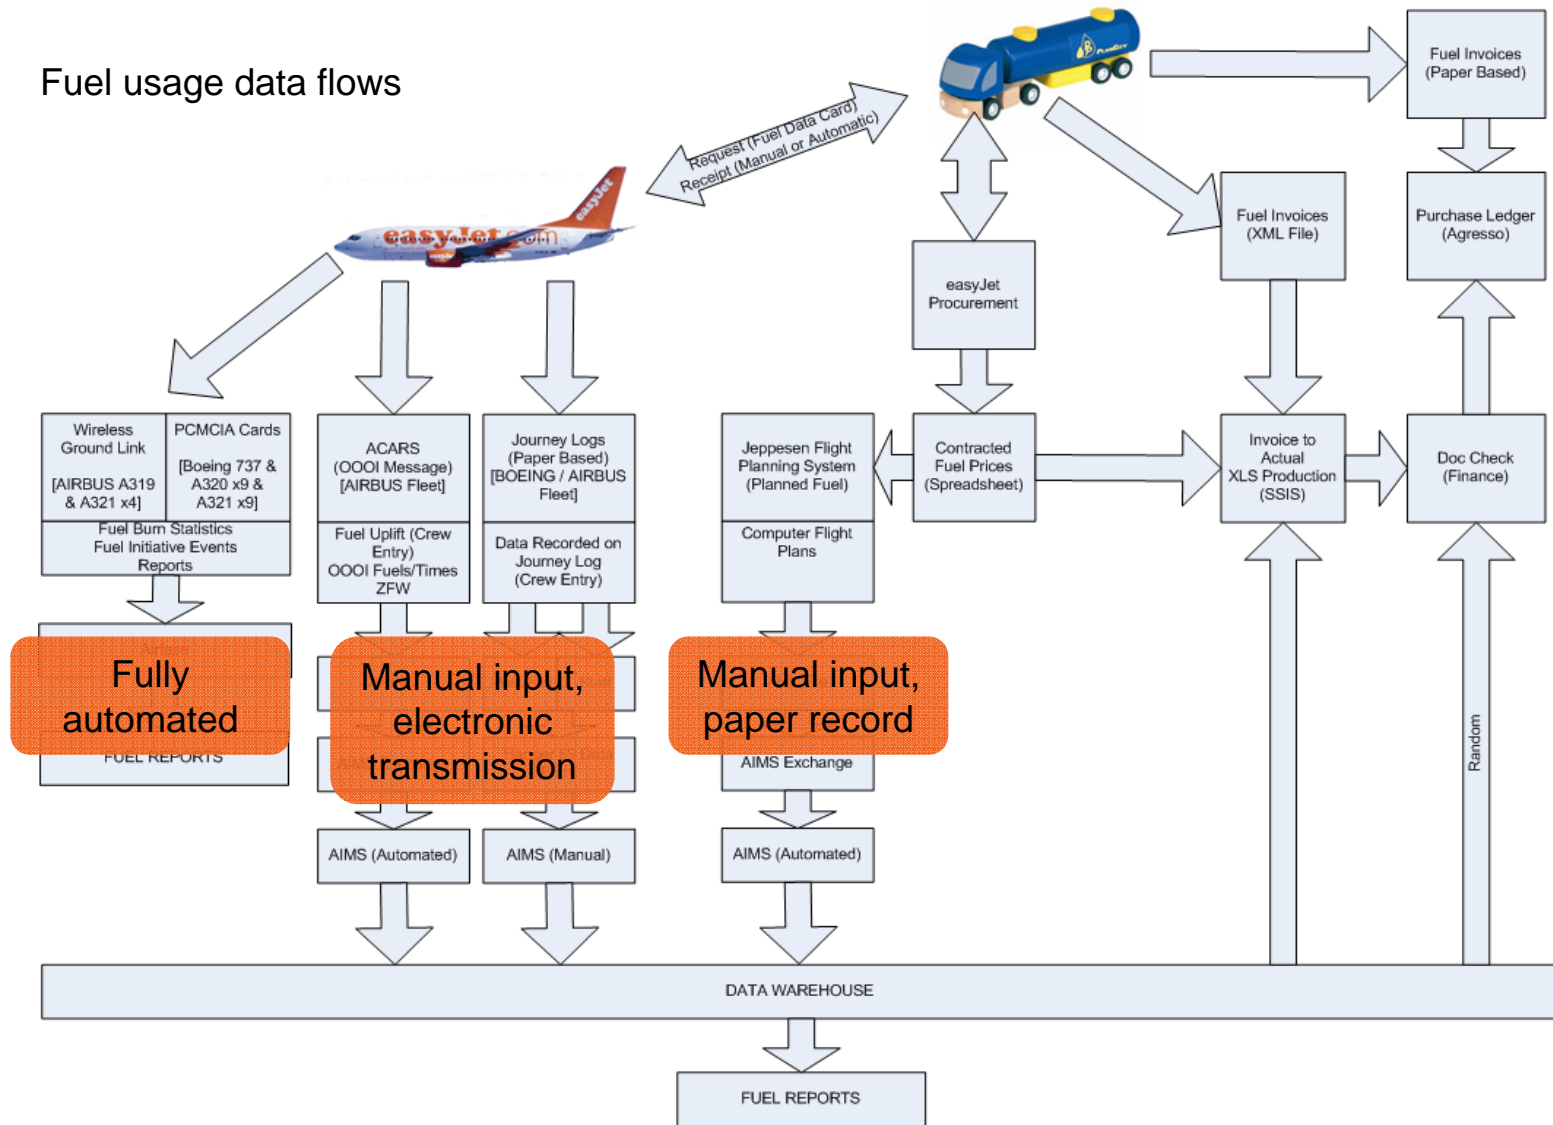 Fuel usage data flows
PlanCity
Fuel Invoices
(Paper Based)
Request (Fuel Data Card)
Receipt (Manual or Automatic)
easyJet
easyJet.com
Fuel Invoices
(XML File)
Purchase Ledger
(Agresso)
easyJet
Procurement
Wireless
Ground Link
[AIRBUS A319
& A321 x4]
PCMCIA Cards
[Boeing 737 &
A320 x9 &
A321 x9]
Fuel Burn Statistics
Fuel Initiative Events
Reports
ACARS
(OOOI Message)
[AIRBUS Fleet]
Fuel Uplift (Crew
Entry)
OOOI Fuels/Times
ZFW
Journey Logs
(Paper Based)
[BOEING / AIRBUS
Fleet]
Data Recorded on
Journey Log
(Crew Entry)
Jeppesen Flight
Planning System
(Planned Fuel)
Computer Flight
Plans
Contracted
Fuel Prices
(Spreadsheet)
Invoice to
Actual
XLS Production
(SSIS)
Doc Check
(Finance)
Fully
automated
Manual input,
electronic
transmission
Manual input,
paper record
FUEL REPORTS
AIMS Exchange
Random
AIMS (Automated)
AIMS (Manual)
AIMS (Automated)
DATA WAREHOUSE
FUEL REPORTS